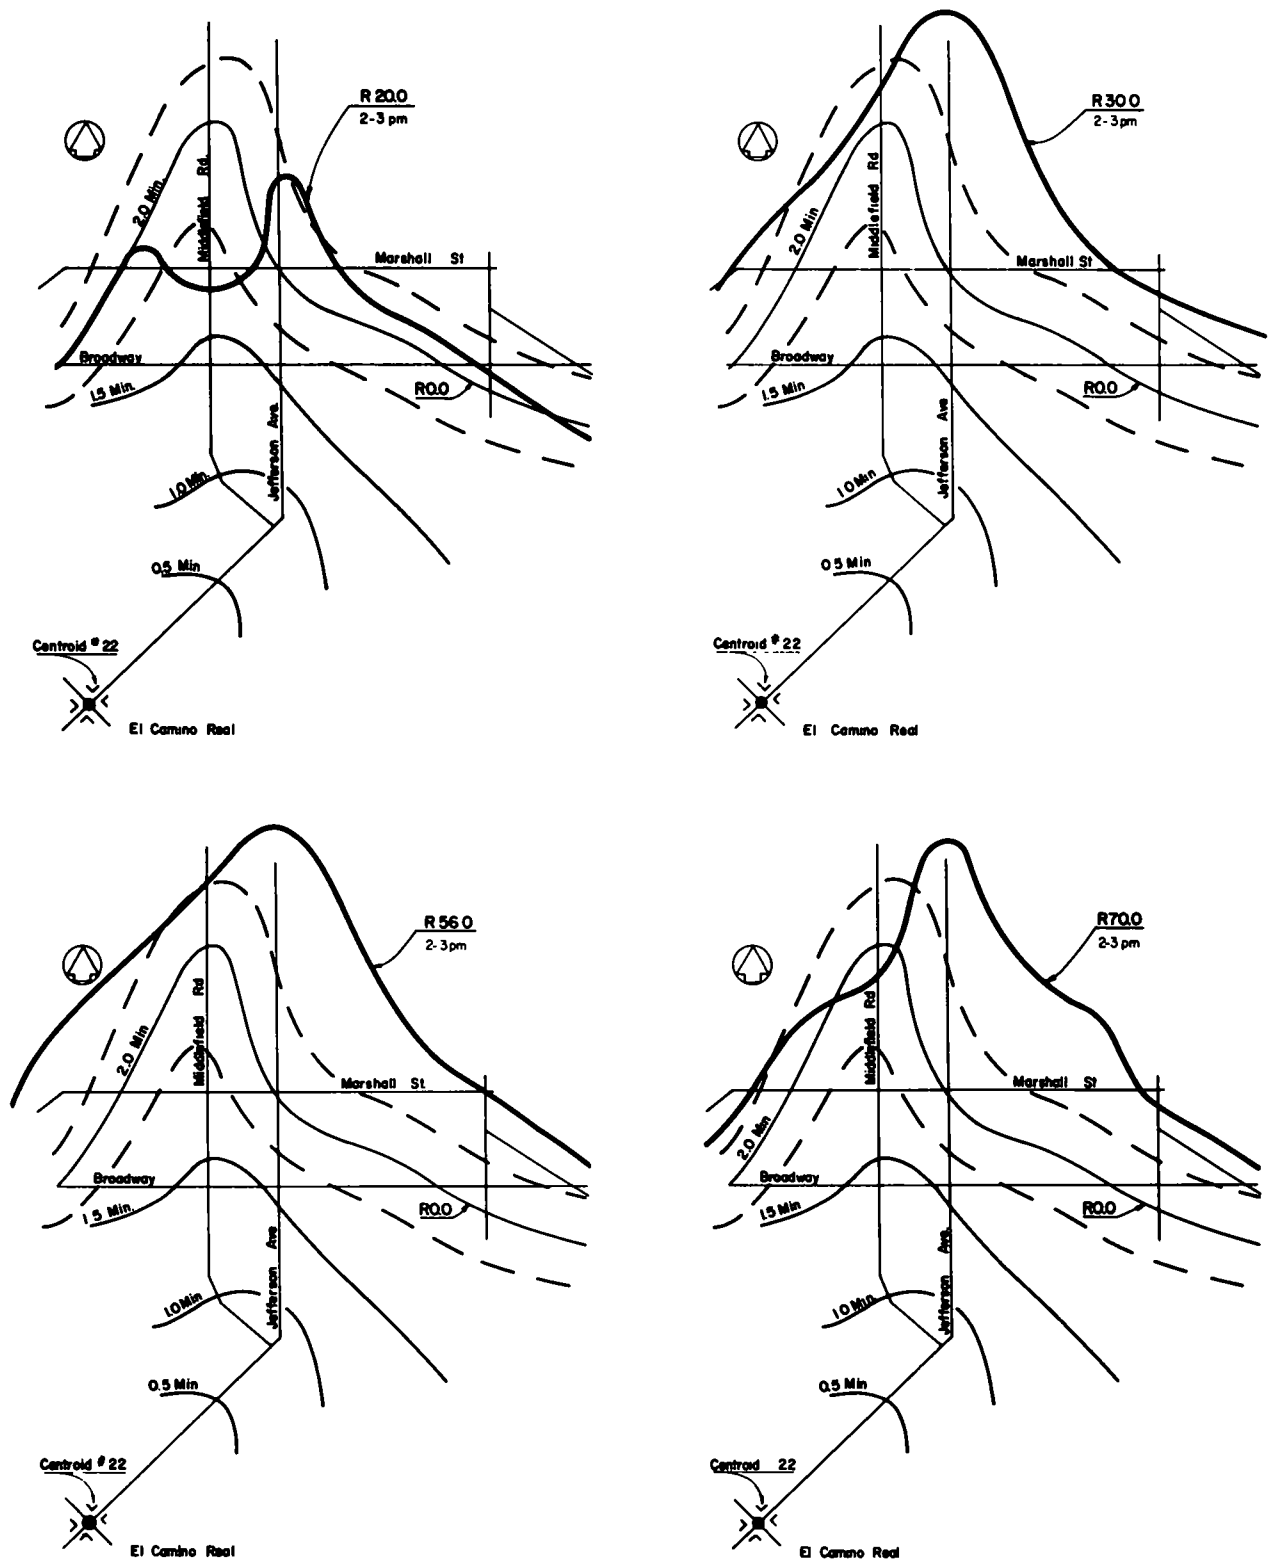 R 20.0
2-3 pm
2.0 Min.
Middlefield Rd.
Marshall St
Broadway
1.5 Min.
R0.0
Jefferson Ave.
1.0 Min.
0.5 Min
Centroid #22
El Camino Real
R 30 0
2-3 pm
2.0 Min
Middlefield Rd
Marshall St
Broadway
1.5 Min
R0.0
Jefferson Ave
1 0 Min
0 5 Min
Centroid #22
El Camino Real
R 56 0
2-3 pm
2.0 Min
Middlefield Rd
Marshall St.
Broadway
1.5 Min.
R0.0
Jefferson Ave
1.0 Min
0.5 Min
Centroid #22
El Camino Real
R70.0
2-3 pm
2.0 Min
Middlefield Rd
Marshall St
Broadway
1.5 Min
R0.0
Jefferson Ave.
1 0 Min.
0.5 Min
Centroid 22
El Camino Real